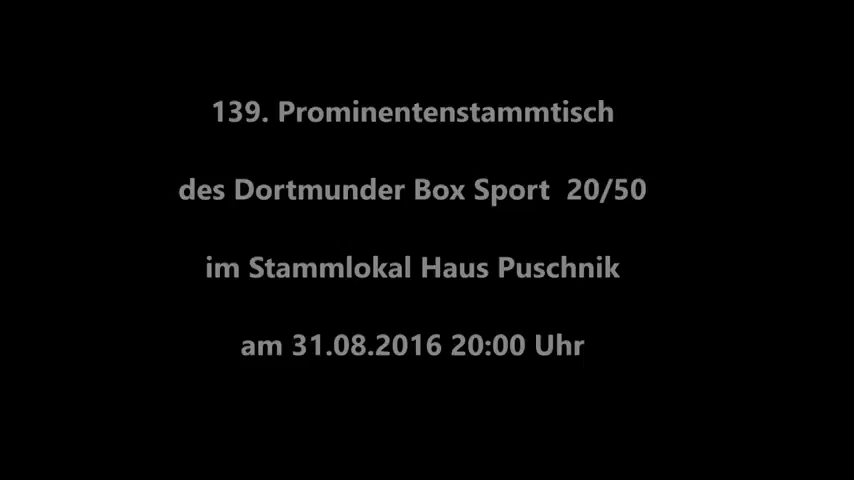 139. Prominentenstammtisch
des Dortmunder Box Sport  20/50
im Stammlokal Haus Puschnik
am 31.08.2016 20:00 Uhr